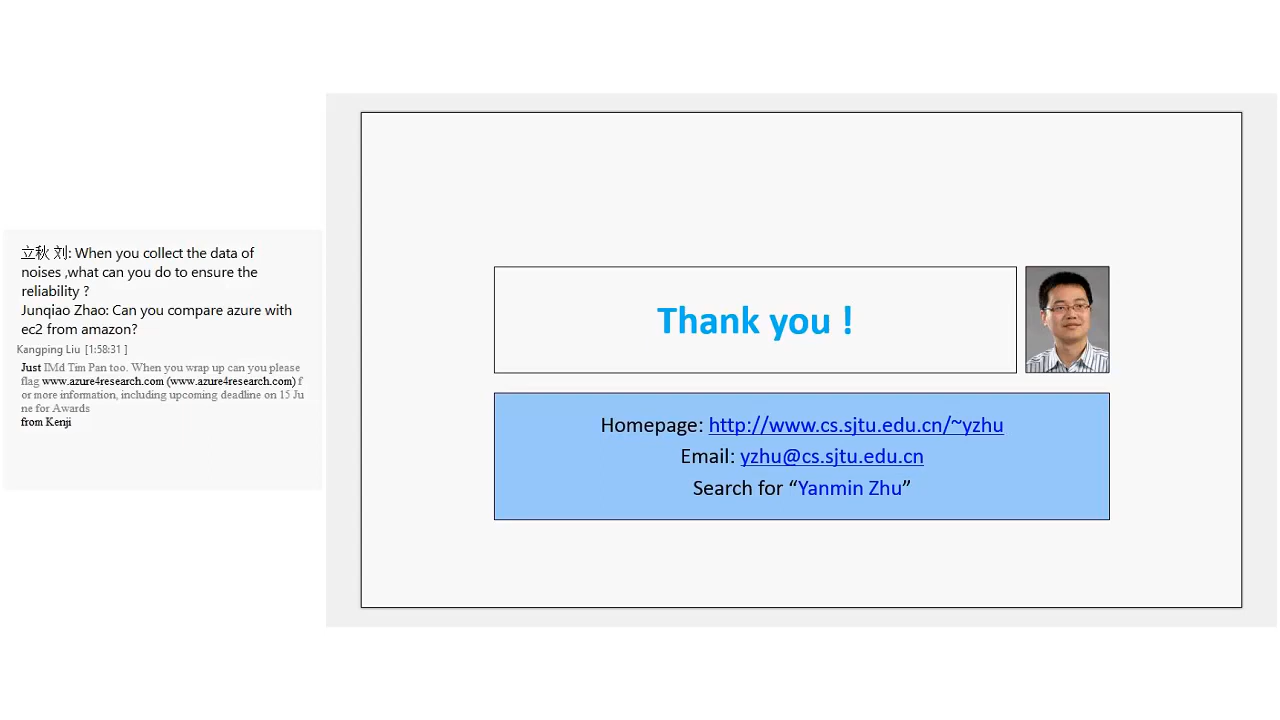 立秋 刘: When you collect the data of
noises ,what can you do to ensure the
reliability ?
Junqiao Zhao: Can you compare azure with
ec2 from amazon?
Kangping Liu [1:58:31 ]
Just IMd Tim Pan too. When you wrap up can you please
flag www.azure4research.com (www.azure4research.com) f
or more information, including upcoming deadline on 15 Ju
ne for Awards
from Kenji
Thank you !
Homepage: http://www.cs.sjtu.edu.cn/~yzhu
Email: yzhu@cs.sjtu.edu.cn
Search for “Yanmin Zhu”